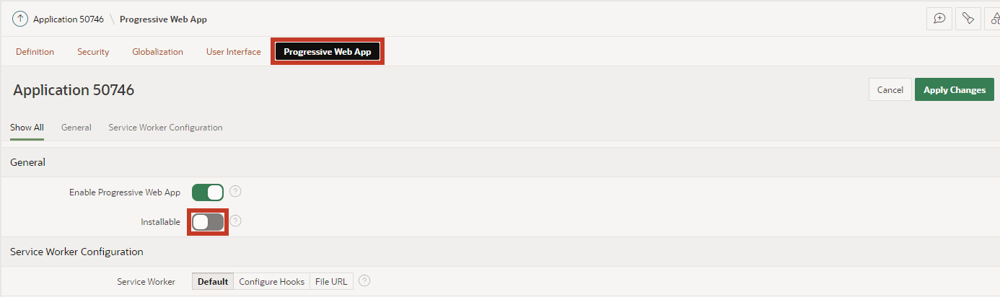 Application 50746 \ Progressive Web App
Definition Security Globalization User Interface Progressive Web App
Application 50746
Cancel Apply Changes
Show All General Service Worker Configuration
General
Enable Progressive Web App ?
Installable ?
Service Worker Configuration
Service Worker Default Configure Hooks File URL ?